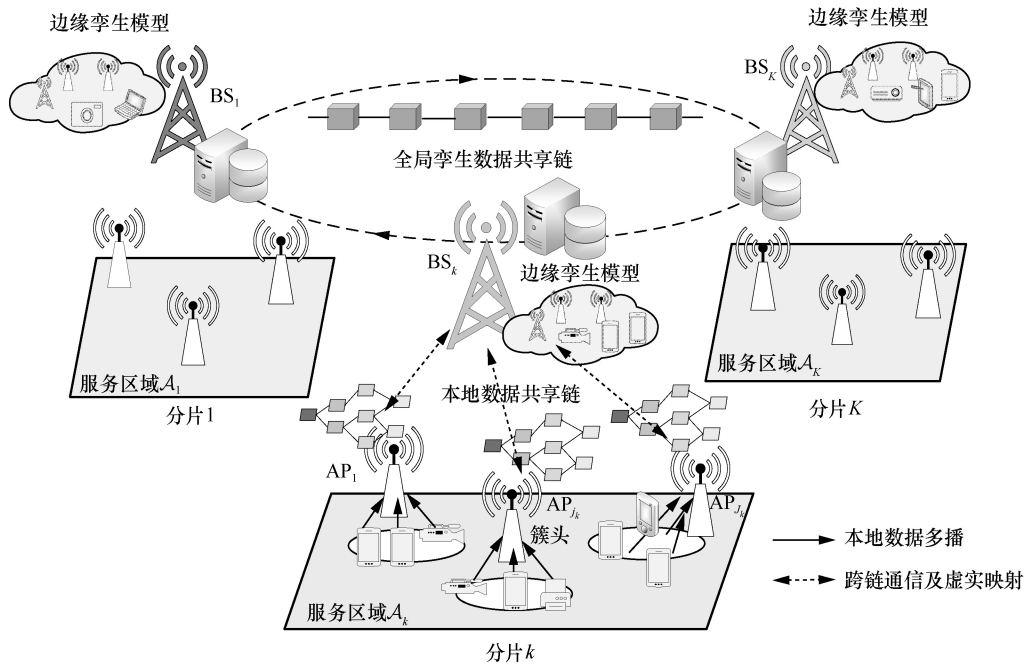 边缘孪生模型
边缘孪生模型
BS1
BSK
全局孪生数据共享链
BSk
边缘孪生模型
服务区域𝒜1
服务区域𝒜K
分片1
本地数据共享链
分片K
AP1
APjk
APJk
簇头
本地数据多播
跨链通信及虚实映射
服务区域𝒜k
分片k